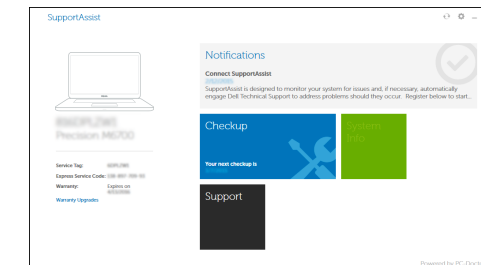 SupportAssist
Notifications
Connect SupportAssist
SupportAssist is designed to monitor your system for issues and, if necessary, automatically
engage Dell Technical Support to address problems should they occur. Register below to start...
Precision M6700
Checkup
System
Info
Your next checkup is
Service Tag:
Express Service Code:
Warranty: Expires on
Warranty Upgrades
Support
Powered by PC-Doctor